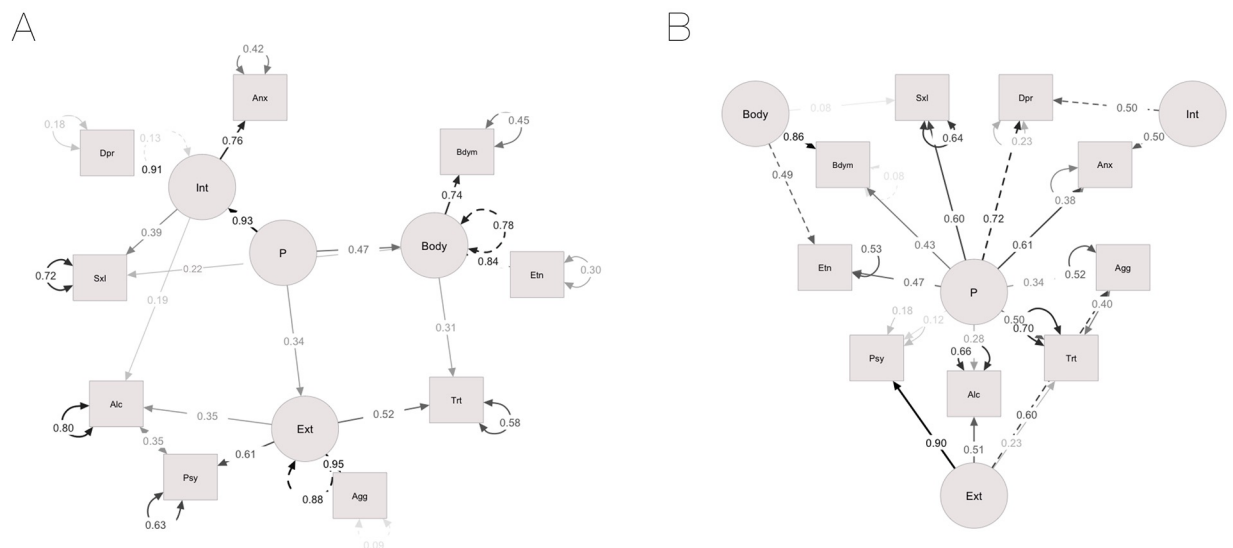 A
B
0.42
Anx
0.18
0.13
0.76
Dpr
0.91
Int
0.45
Bdym
0.74
0.93
0.78
0.39
P
0.47
Body
0.84
0.72
Sxl
0.22
Etn
0.30
0.19
0.34
0.31
Alc
0.35
0.52
Trt
0.80
Ext
0.58
0.35
0.61
0.95
Psy
0.88
Agg
0.63
0.09
Body
0.08
Sxl
Dpr
0.50
Int
0.86
0.64
0.23
0.50
Bdym
0.08
Anx
0.49
0.38
0.60
0.72
0.43
0.61
0.53
Etn
0.47
P
0.34
0.52
Agg
0.18
0.12
0.50
0.70
0.40
0.28
Psy
0.66
Trt
Alc
0.60
0.90
0.51
0.23
Ext